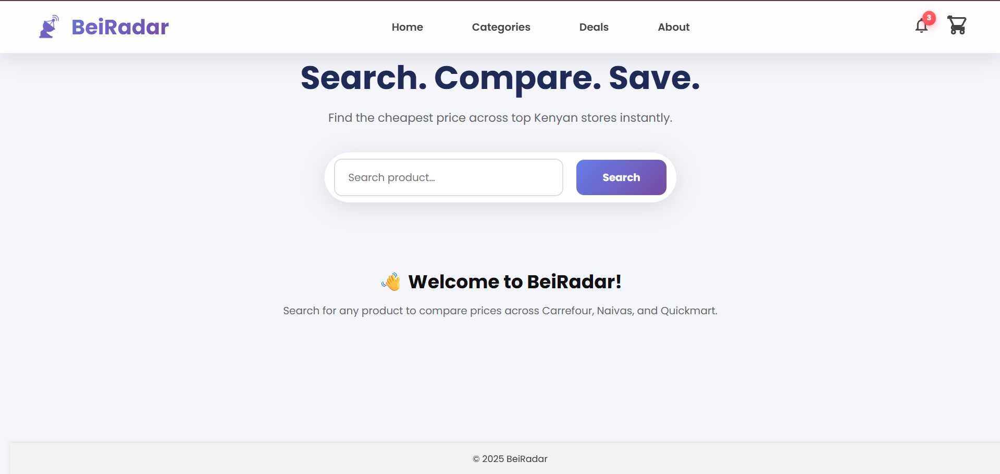 BeiRadar
Home
Categories
Deals
About
3
Search. Compare. Save.
Find the cheapest price across top Kenyan stores instantly.
Search product...
Search
👋 Welcome to BeiRadar!
Search for any product to compare prices across Carrefour, Naivas, and Quickmart.
© 2025 BeiRadar